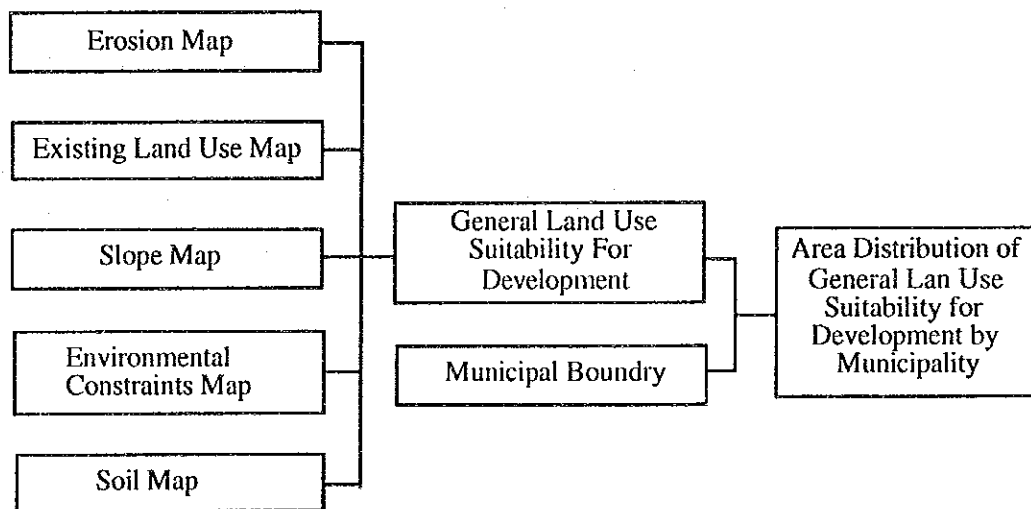 Erosion Map
Existing Land Use Map
Slope Map
Environmental
Constraints Map
Soil Map
General Land Use
Suitability For
Development
Municipal Boundry
Area Distribution of
General Lan Use
Suitability for
Development by
Municipality